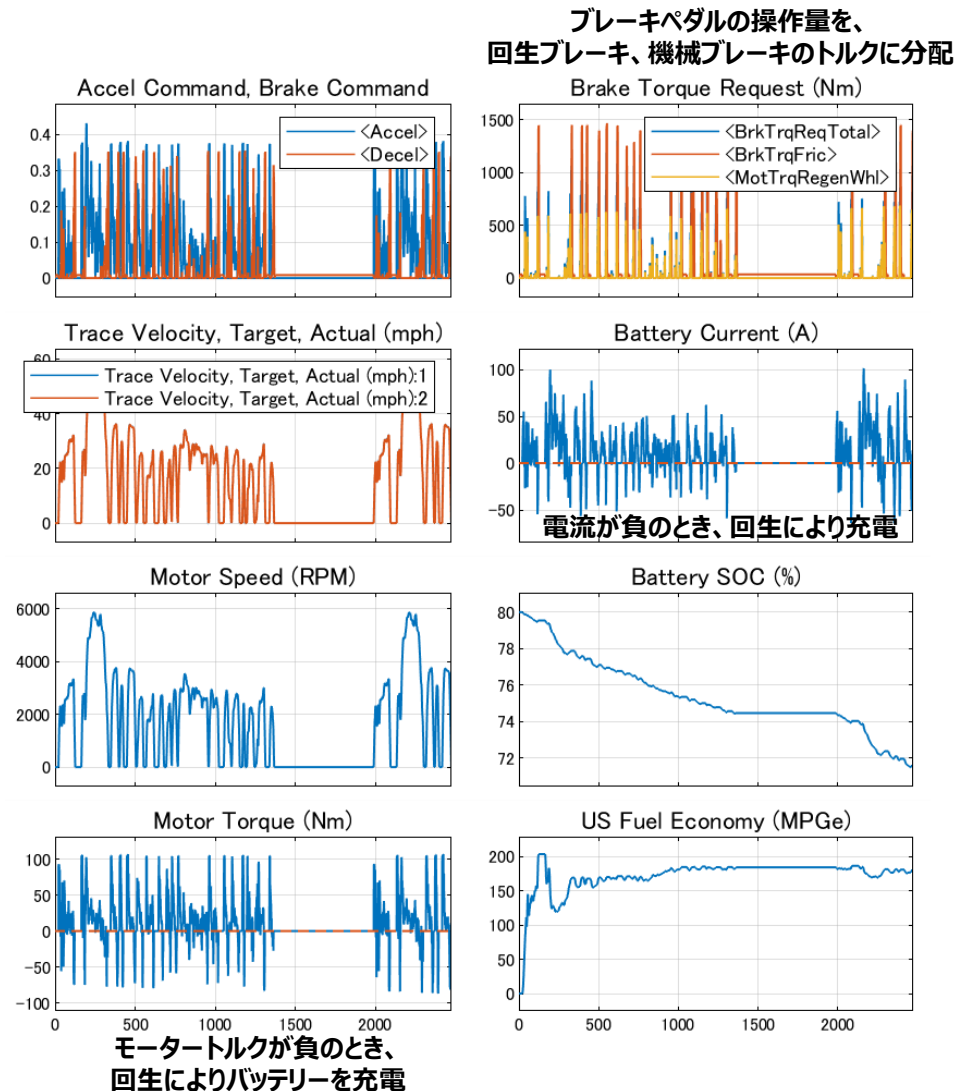 ブレーキペダルの操作量を、
回生ブレーキ、機械ブレーキのトルクに分配
Accel Command, Brake Command
<Accel>
<Decel>
0.4
0.3
0.2
0.1
0
Brake Torque Request (Nm)
<BrkTrqReqTotal>
<BrkTrqFric>
<MotTrqRegenWhl>
1500
1000
500
0
0
500
1000
1500
2000
Trace Velocity, Target, Actual (mph)
Trace Velocity, Target, Actual (mph):1
Trace Velocity, Target, Actual (mph):2
60
40
20
0
Battery Current (A)
100
50
0
-50
電流が負のとき、回生により充電
Motor Speed (RPM)
6000
4000
2000
0
Battery SOC (%)
80
78
76
74
72
Motor Torque (Nm)
100
50
0
-50
-100
0
500
1000
1500
2000
US Fuel Economy (MPGe)
200
150
100
50
0
0
500
1000
1500
2000
モータートルクが負のとき、
回生によりバッテリーを充電